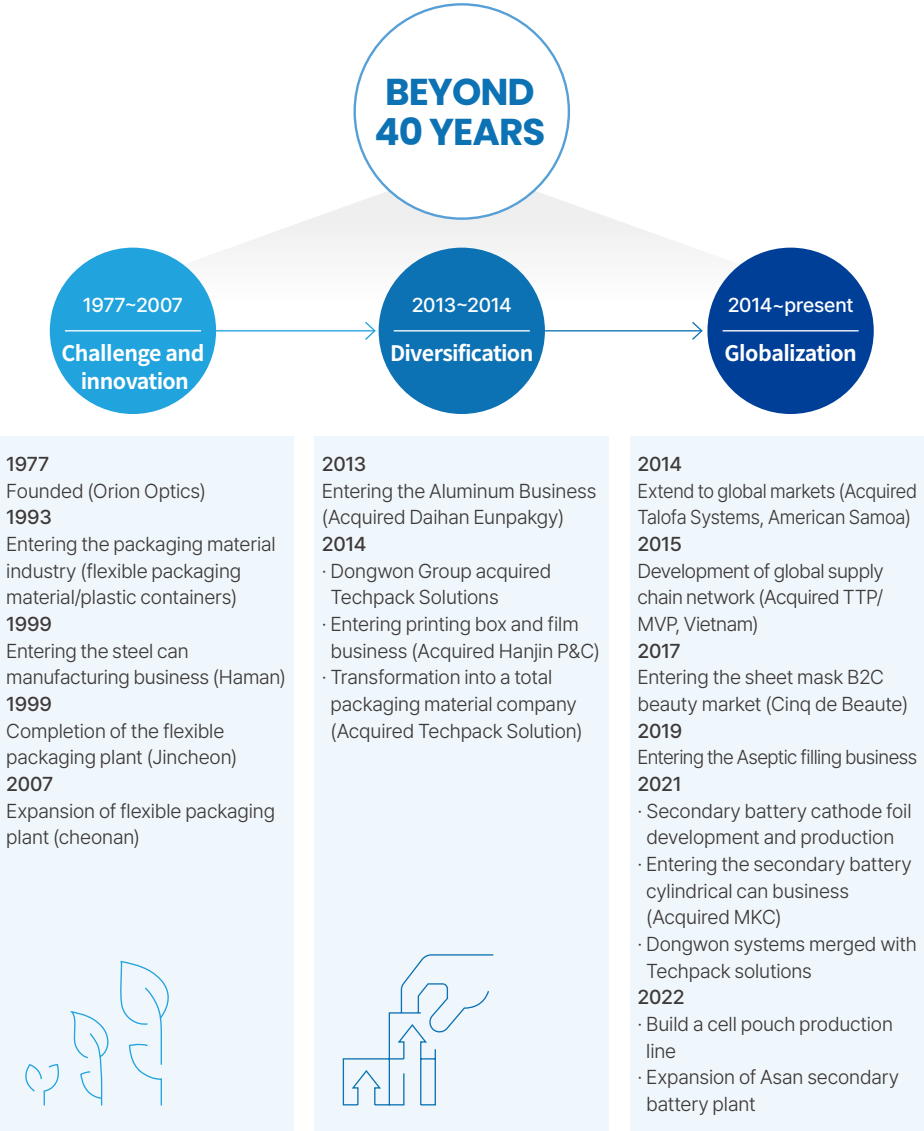 BEYOND
40 YEARS
1977~2007
Challenge and
innovation
2013~2014
Diversification
2014~present
Globalization
1977
Founded (Orion Optics)
1993
Entering the packaging material
industry (flexible packaging
material/plastic containers)
1999
Entering the steel can
manufacturing business (Haman)
1999
Completion of the flexible
packaging plant (Jincheon)
2007
Expansion of flexible packaging
plant (cheonan)
2013
Entering the Aluminum Business
(Acquired Daihan Eunpakgy)
2014
· Dongwon Group acquired
Techpack Solutions
· Entering printing box and film
business (Acquired Hanjin P&C)
· Transformation into a total
packaging material company
(Acquired Techpack Solution)
2014
Extend to global markets (Acquired
Talofa Systems, American Samoa)
2015
Development of global supply
chain network (Acquired TTP/
MVP, Vietnam)
2017
Entering the sheet mask B2C
beauty market (Cinq de Beaute)
2019
Entering the Aseptic filling business
2021
· Secondary battery cathode foil
development and production
· Entering the secondary battery
cylindrical can business
(Acquired MKC)
· Dongwon systems merged with
Techpack solutions
2022
· Build a cell pouch production
line
· Expansion of Asan secondary
battery plant